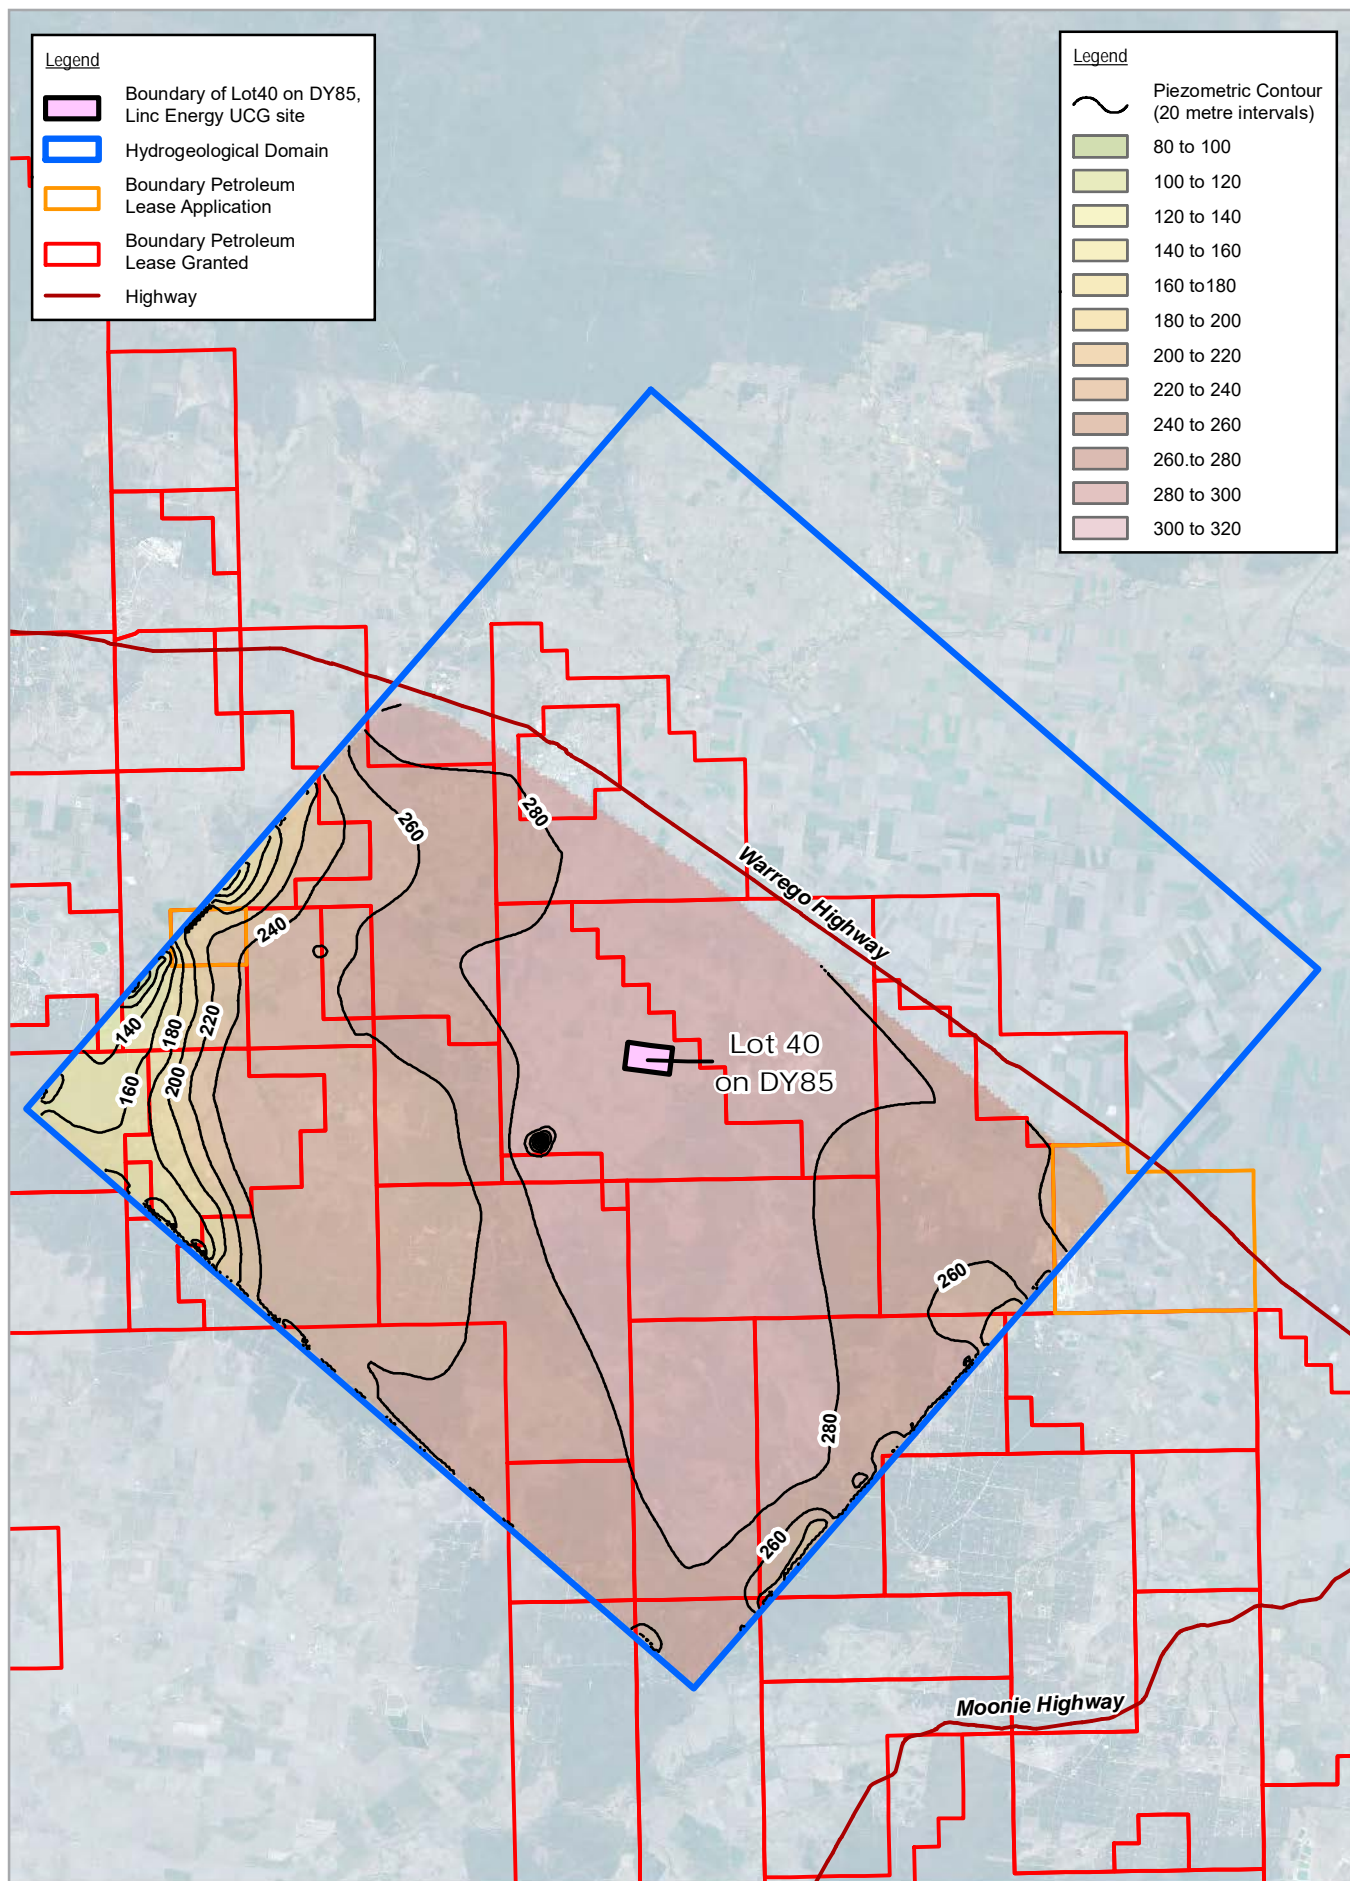 Legend
Boundary of Lot40 on DY85,
Linc Energy UCG site
Hydrogeological Domain
Boundary Petroleum
Lease Application
Boundary Petroleum
Lease Granted
Highway
Legend
Piezometric Contour
(20 metre intervals)
80 to 100
100 to 120
120 to 140
140 to 160
160 to180
180 to 200
200 to 220
220 to 240
240 to 260
260.to 280
280 to 300
300 to 320
280
260
Warrego Highway
240
220
180
140
Lot 40
on DY85
200
160
260
280
260
Moonie Highway